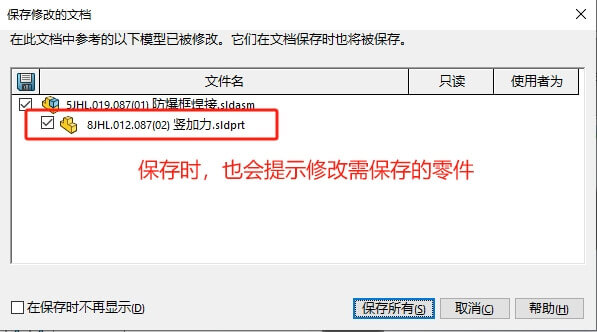 保存修改的文档
在此文档中参考的以下模型已被修改。它们在文档保存时也将被保存。
文件名 只读 使用者为
5JHL.019.087(01) 防爆框焊接.sldasm
8JHL.012.087(02) 竖加力.sldprt
保存时，也会提示修改需保存的零件
在保存时不再显示(D)
保存所有(S) 取消(C) 帮助(H)